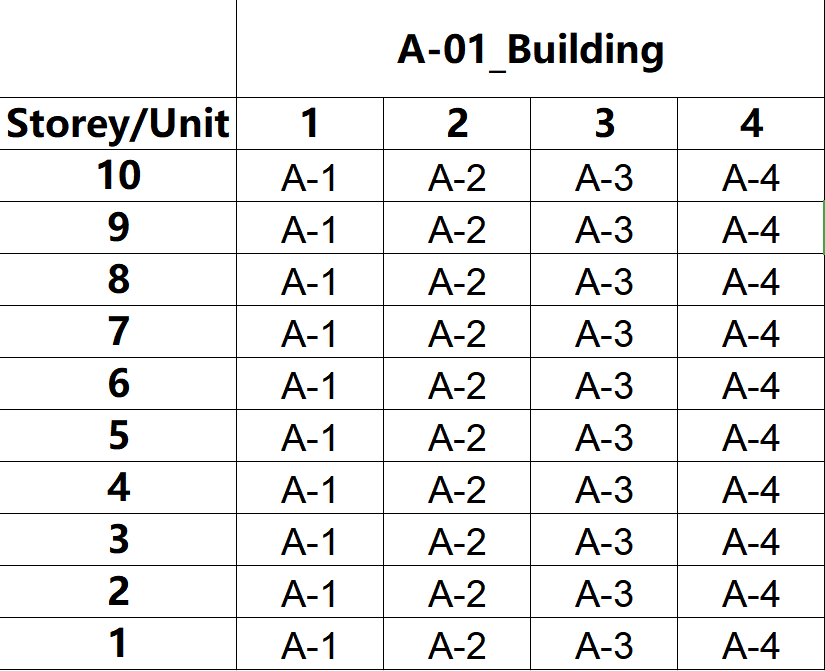 A-01_Building
Storey/Unit 1 2 3 4
10 A-1 A-2 A-3 A-4
9 A-1 A-2 A-3 A-4
8 A-1 A-2 A-3 A-4
7 A-1 A-2 A-3 A-4
6 A-1 A-2 A-3 A-4
5 A-1 A-2 A-3 A-4
4 A-1 A-2 A-3 A-4
3 A-1 A-2 A-3 A-4
2 A-1 A-2 A-3 A-4
1 A-1 A-2 A-3 A-4